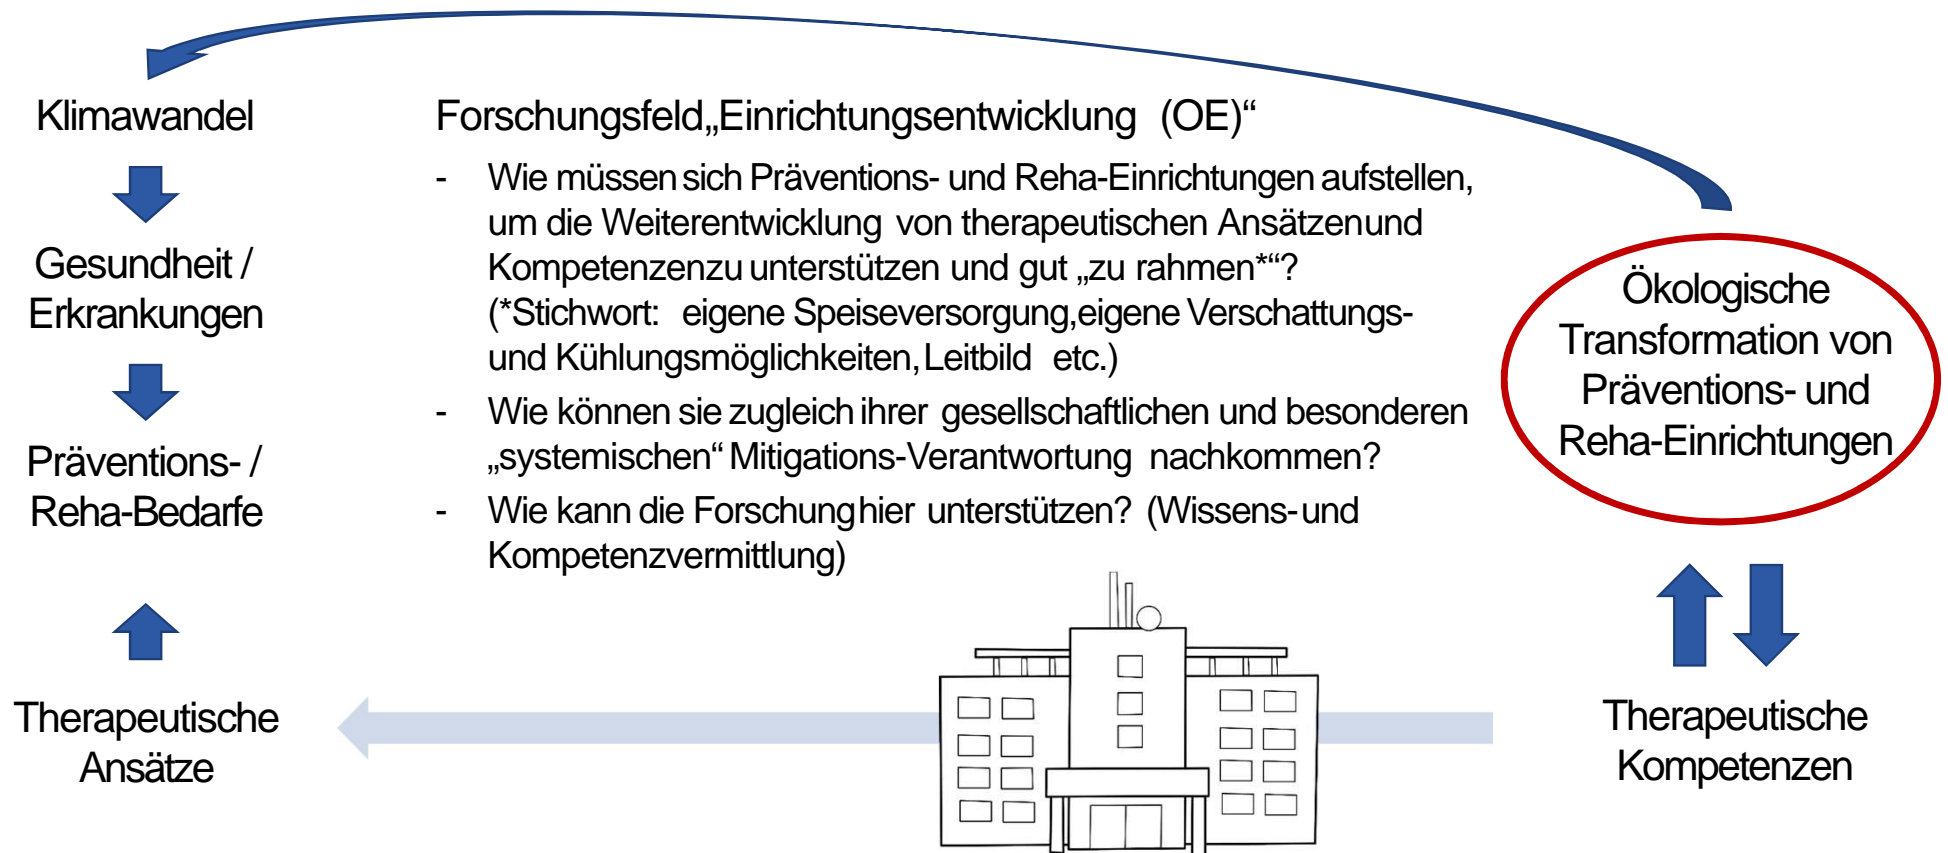 Klimawandel
Gesundheit /
Erkrankungen
Präventions- /
Reha-Bedarfe
Therapeutische
Ansätze
Forschungsfeld„Einrichtungsentwicklung (OE)“
- Wie müssen sich Präventions- und Reha-Einrichtungen aufstellen,
um die Weiterentwicklung von therapeutischen Ansätzenund
Kompetenzenzu unterstützen und gut „zu rahmen*“?
(*Stichwort: eigene Speiseversorgung,eigene Verschattungs-
und Kühlungsmöglichkeiten, Leitbild etc.)
- Wie können sie zugleich ihrer gesellschaftlichen und besonderen
„systemischen“ Mitigations-Verantwortung nachkommen?
- Wie kann die Forschunghier unterstützen? (Wissens-und
Kompetenzvermittlung)
Ökologische
Transformation von
Präventions- und
Reha-Einrichtungen
Therapeutische
Kompetenzen